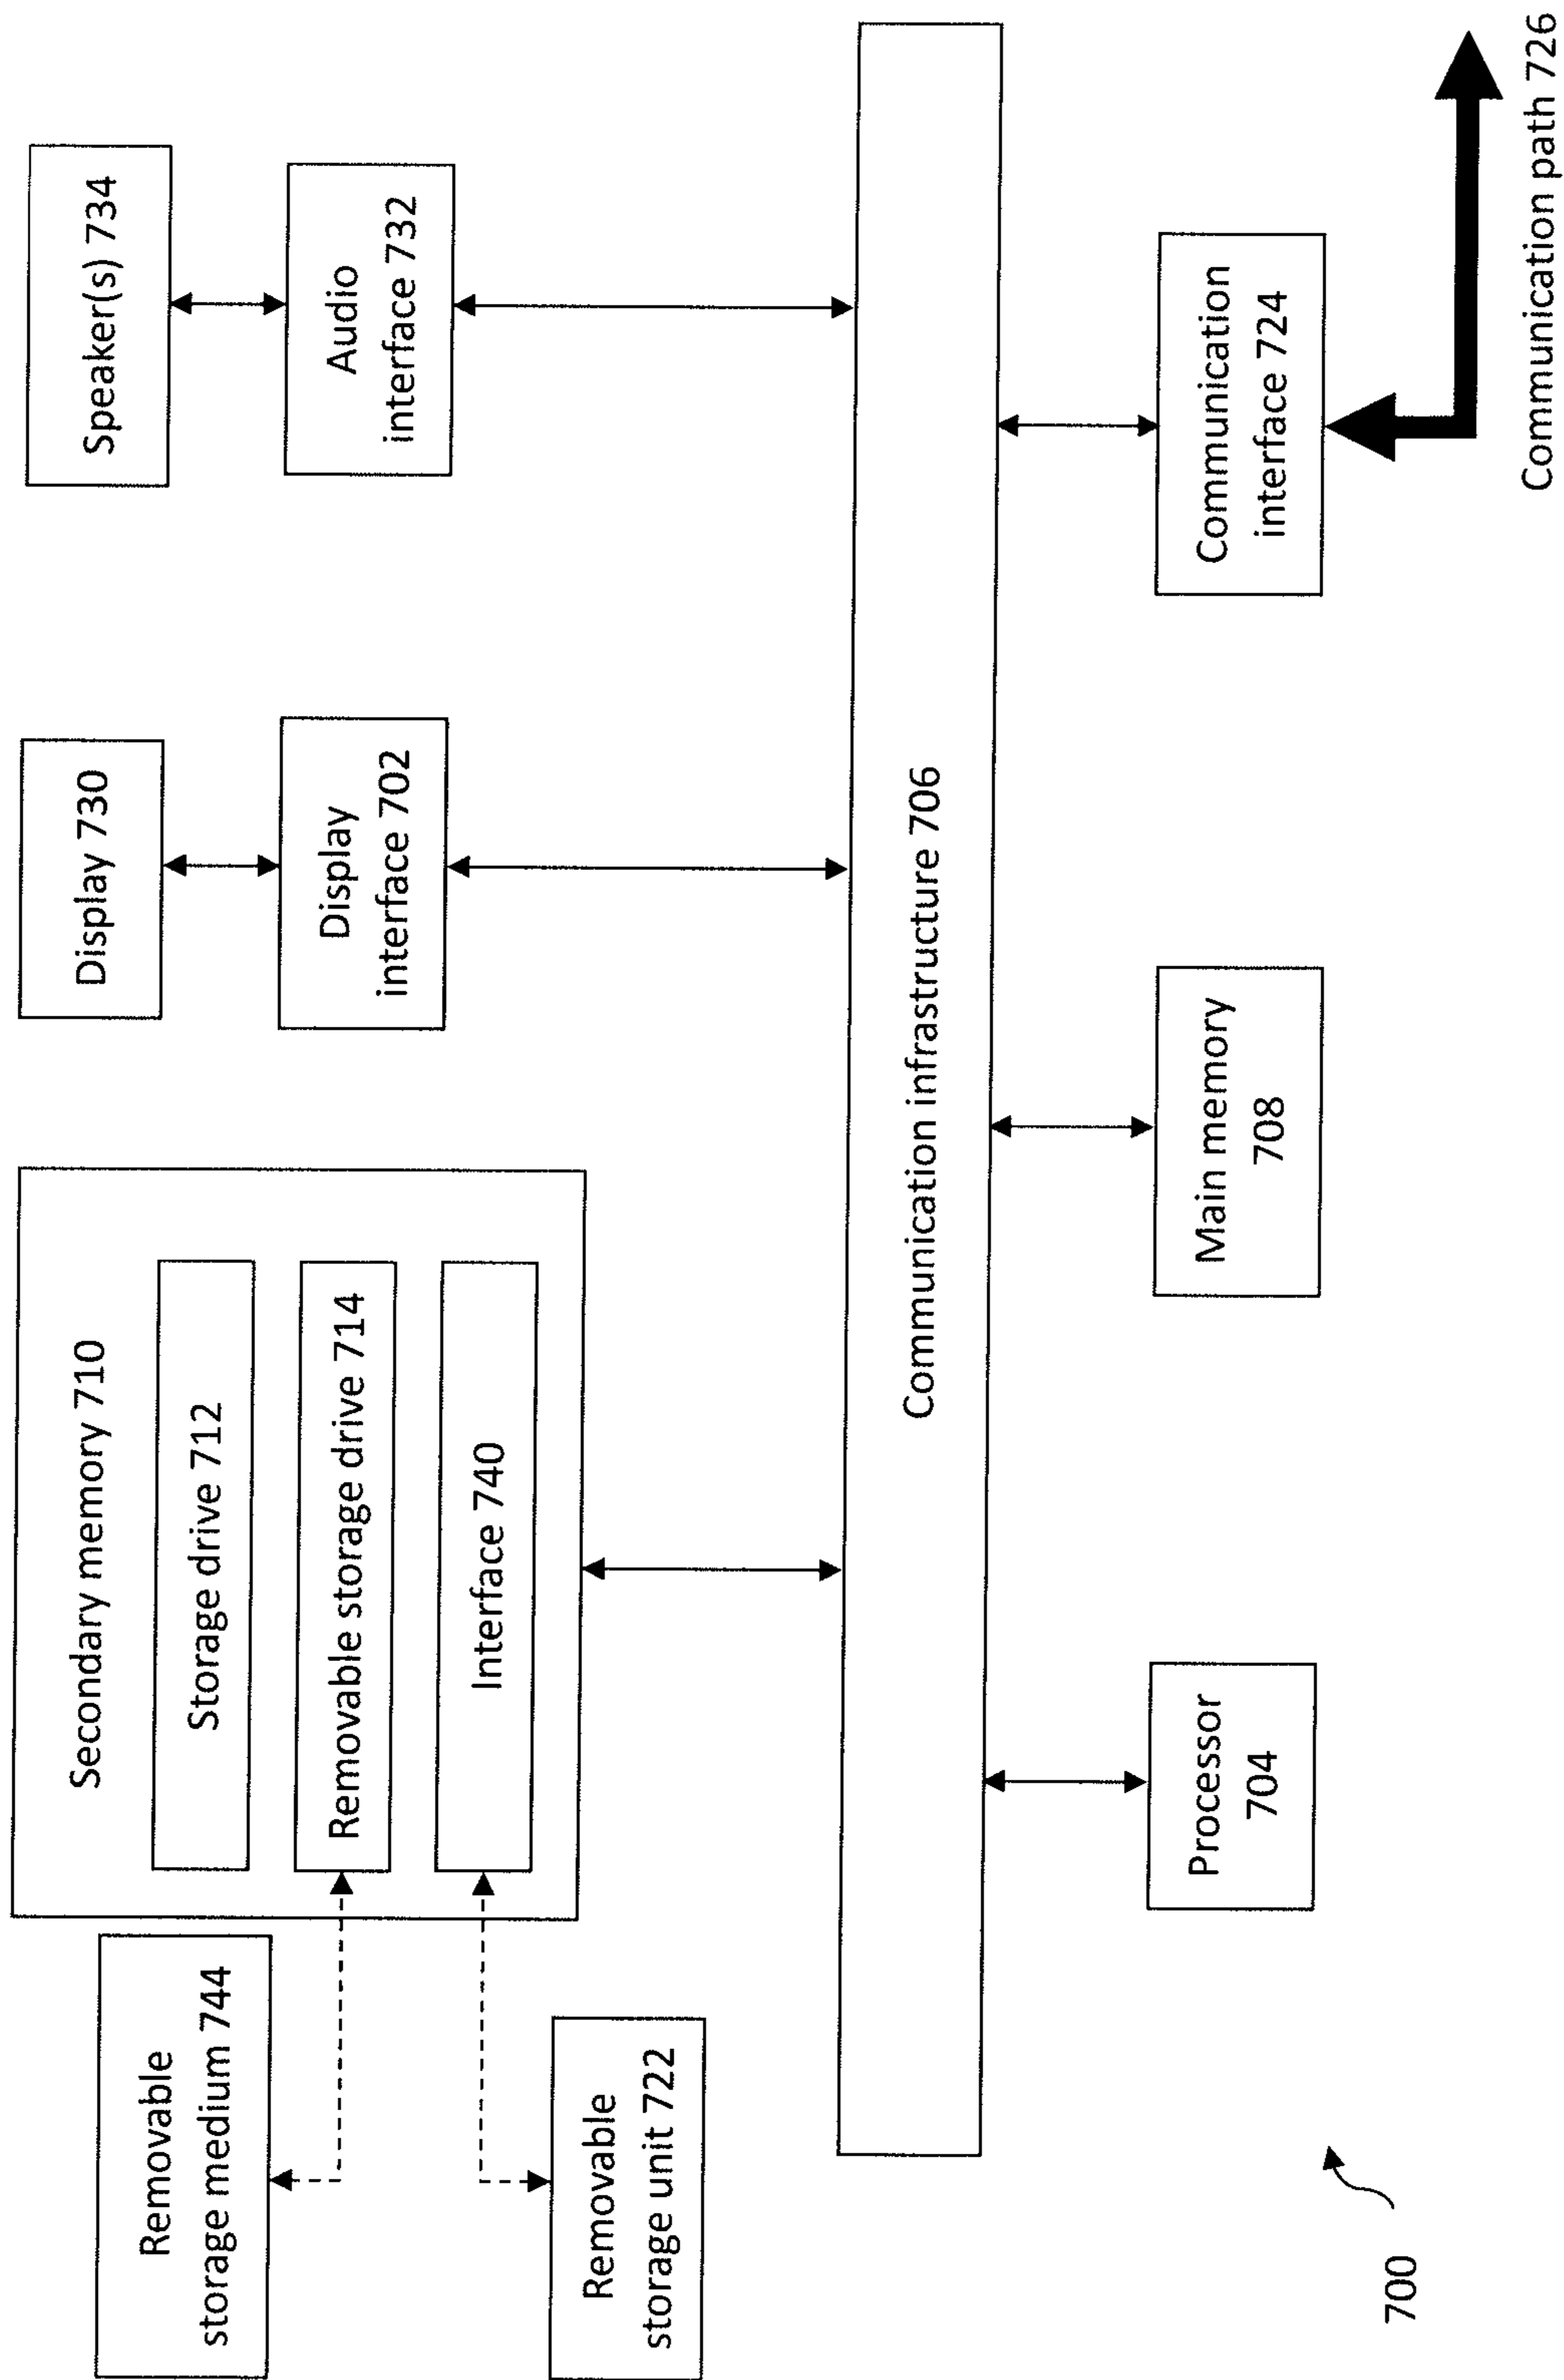 Removable
storage medium 744
Removable
storage unit 722
Secondary memory 710
Storage drive 712
Removable storage drive 714
Interface 740
Display 730
Display
interface 702
Speaker(s) 734
Audio
interface 732
Communication infrastructure 706
Processor
704
Main memory
708
Communication
interface 724
Communication path 726
700